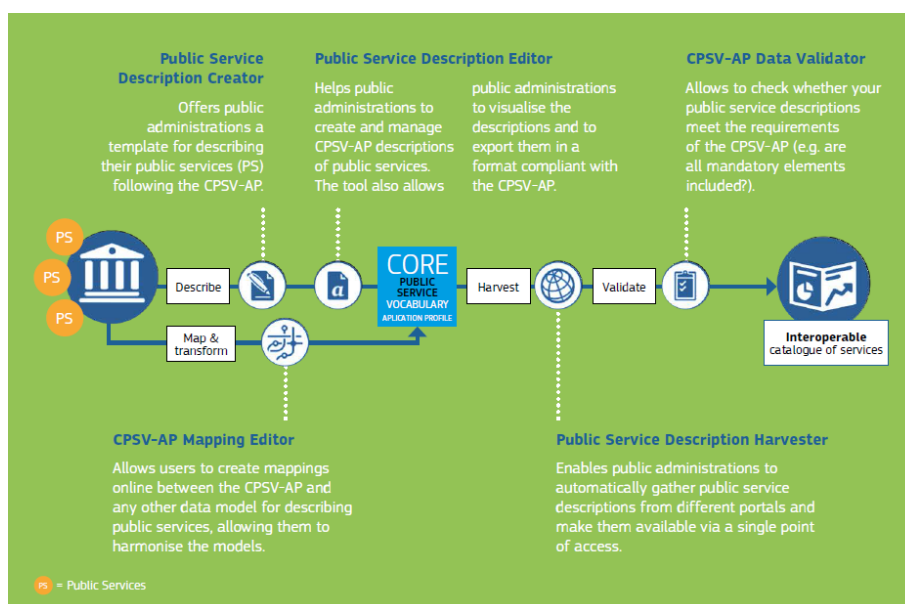 Public Service
Description Creator
Offers public
administrations a
template for describing
their public services (PS)
following the CPSV-AP.
Public Service Description Editor
Helps public
administrations to
create and manage
CPSV-AP descriptions
of public services.
The tool also allows
public administrations
to visualise the
descriptions and to
export them in a
format compliant with
the CPSV-AP.
CPSV-AP Data Validator
Allows to check whether your
public service descriptions
meet the requirements
of the CPSV-AP (e.g. are
all mandatory elements
included?).
PS
PS
PS
Describe
a
CORE
PUBLIC
SERVICE
VOCABULARY
APLICATION PROFILE
Harvest
Validate
Map &
transform
Interoperable
catalogue of services
CPSV-AP Mapping Editor
Allows users to create mappings
online between the CPSV-AP and
any other data model for describing
public services, allowing them to
harmonise the models.
Public Service Description Harvester
Enables public administrations to
automatically gather public service
descriptions from different portals and
make them available via a single point
of access.
PS = Public Services